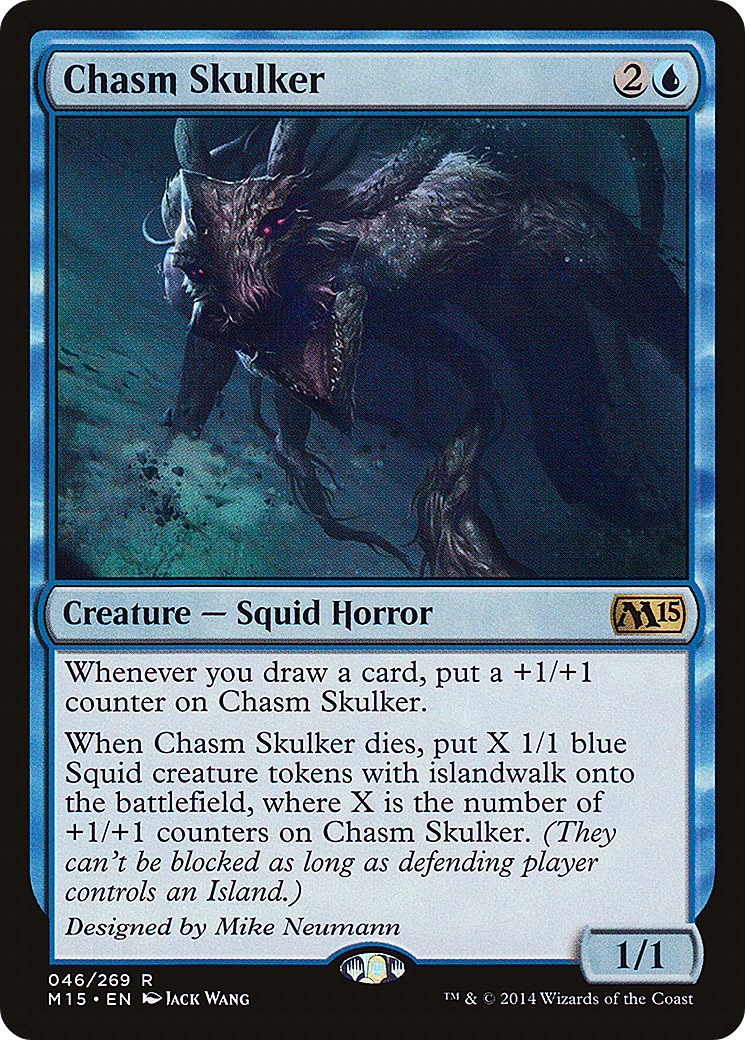 Chasm Skulker 2
Creature — Squid Horror M15
Whenever you draw a card, put a +1/+1
counter on Chasm Skulker.
When Chasm Skulker dies, put X 1/1 blue
Squid creature tokens with islandwalk onto
the battlefield, where X is the number of
+1/+1 counters on Chasm Skulker. (They
can't be blocked as long as defending player
controls an Island.)
Designed by Mike Neumann
1/1
046/269 R
M15 • EN Jack Wang
™ & © 2014 Wizards of the Coast